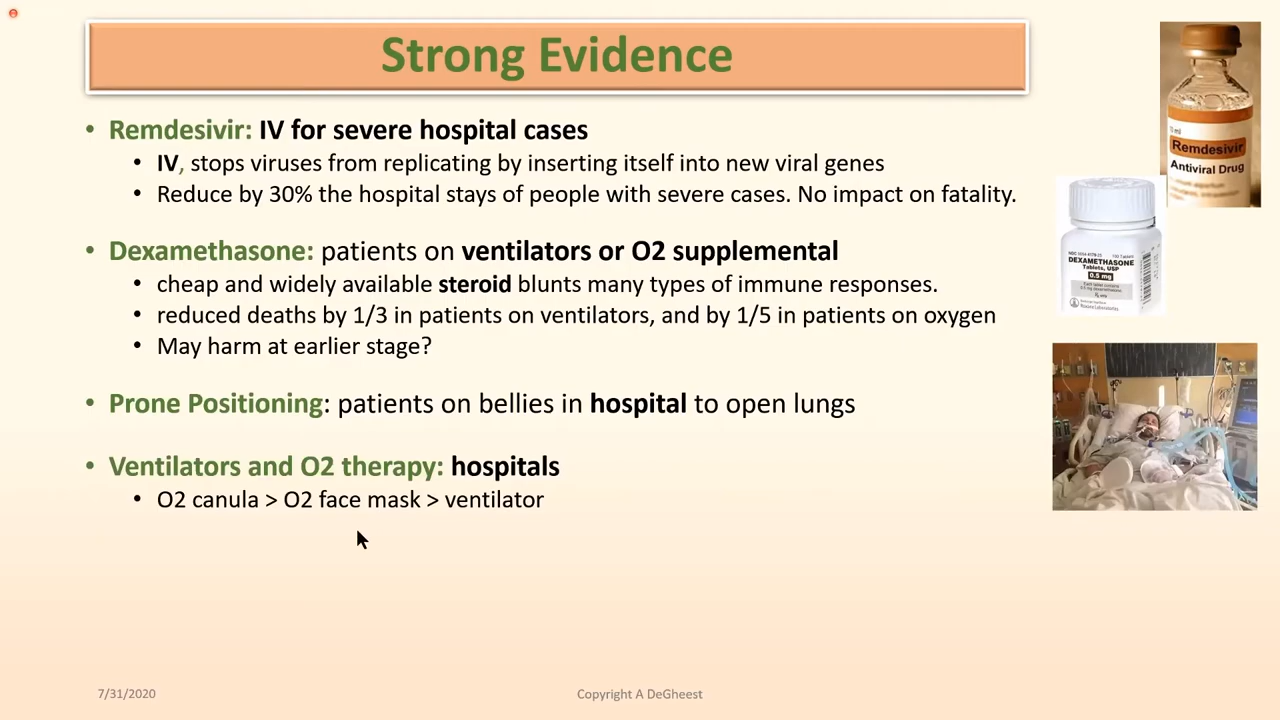 Strong Evidence
• Remdesivir: IV for severe hospital cases
• IV, stops viruses from replicating by inserting itself into new viral genes
• Reduce by 30% the hospital stays of people with severe cases. No impact on fatality.
• Dexamethasone: patients on ventilators or O2 supplemental
• cheap and widely available steroid blunts many types of immune responses.
• reduced deaths by 1/3 in patients on ventilators, and by 1/5 in patients on oxygen
• May harm at earlier stage?
• Prone Positioning: patients on bellies in hospital to open lungs
• Ventilators and O2 therapy: hospitals
• O2 canula > O2 face mask > ventilator
Remdesivir
Antiviral Drug
DEXAMETHASONE
Tablets, USP
0.5 mg
7/31/2020
Copyright A DeGheest